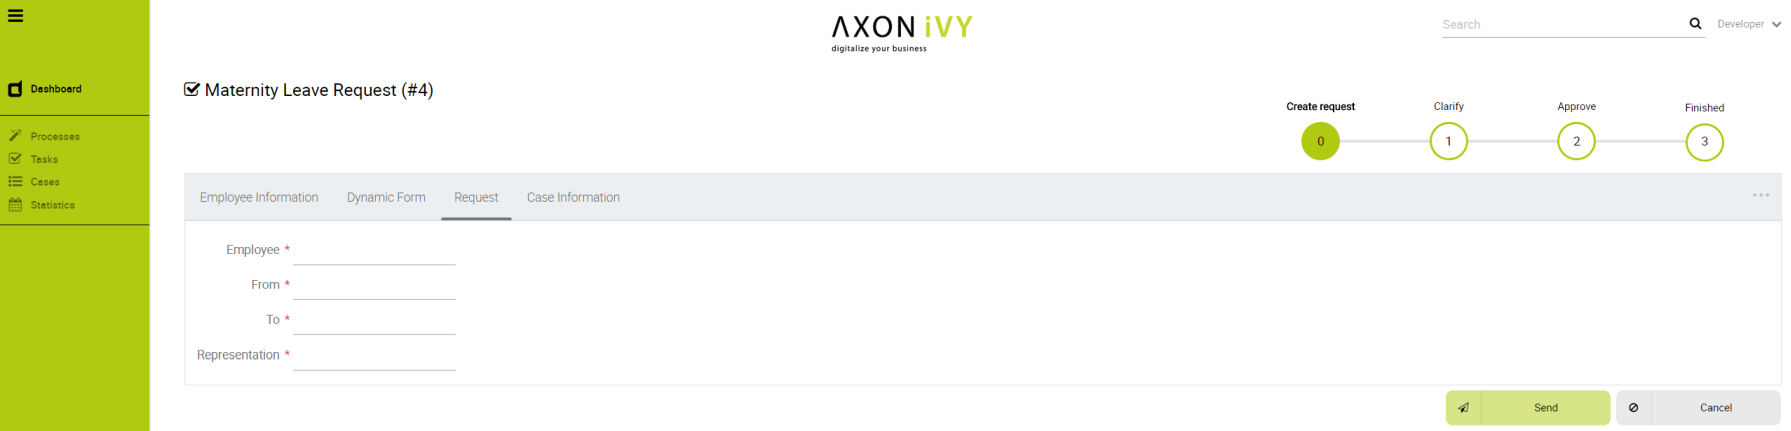 AXON iVY
digitalize your business
Search
Developer
Dashboard
Processes
Tasks
Cases
Statistics
Maternity Leave Request (#4)
Create request
Clarify
Approve
Finished
0
1
2
3
Employee Information
Dynamic Form
Request
Case Information
Employee *
From *
To *
Representation *
Send
Cancel